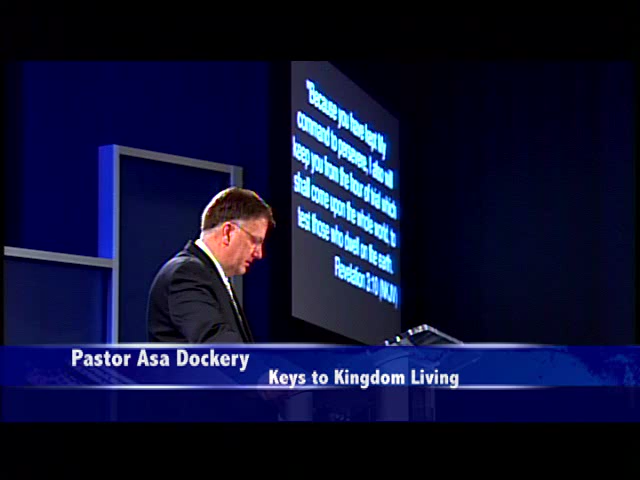 "Because you have kept My
command to persevere, I also will
keep you from the hour of trial which
shall come upon the whole world, to
test those who dwell on the earth.
Revelation 3:10 (NKJV)
Pastor Asa Dockery
Keys to Kingdom Living